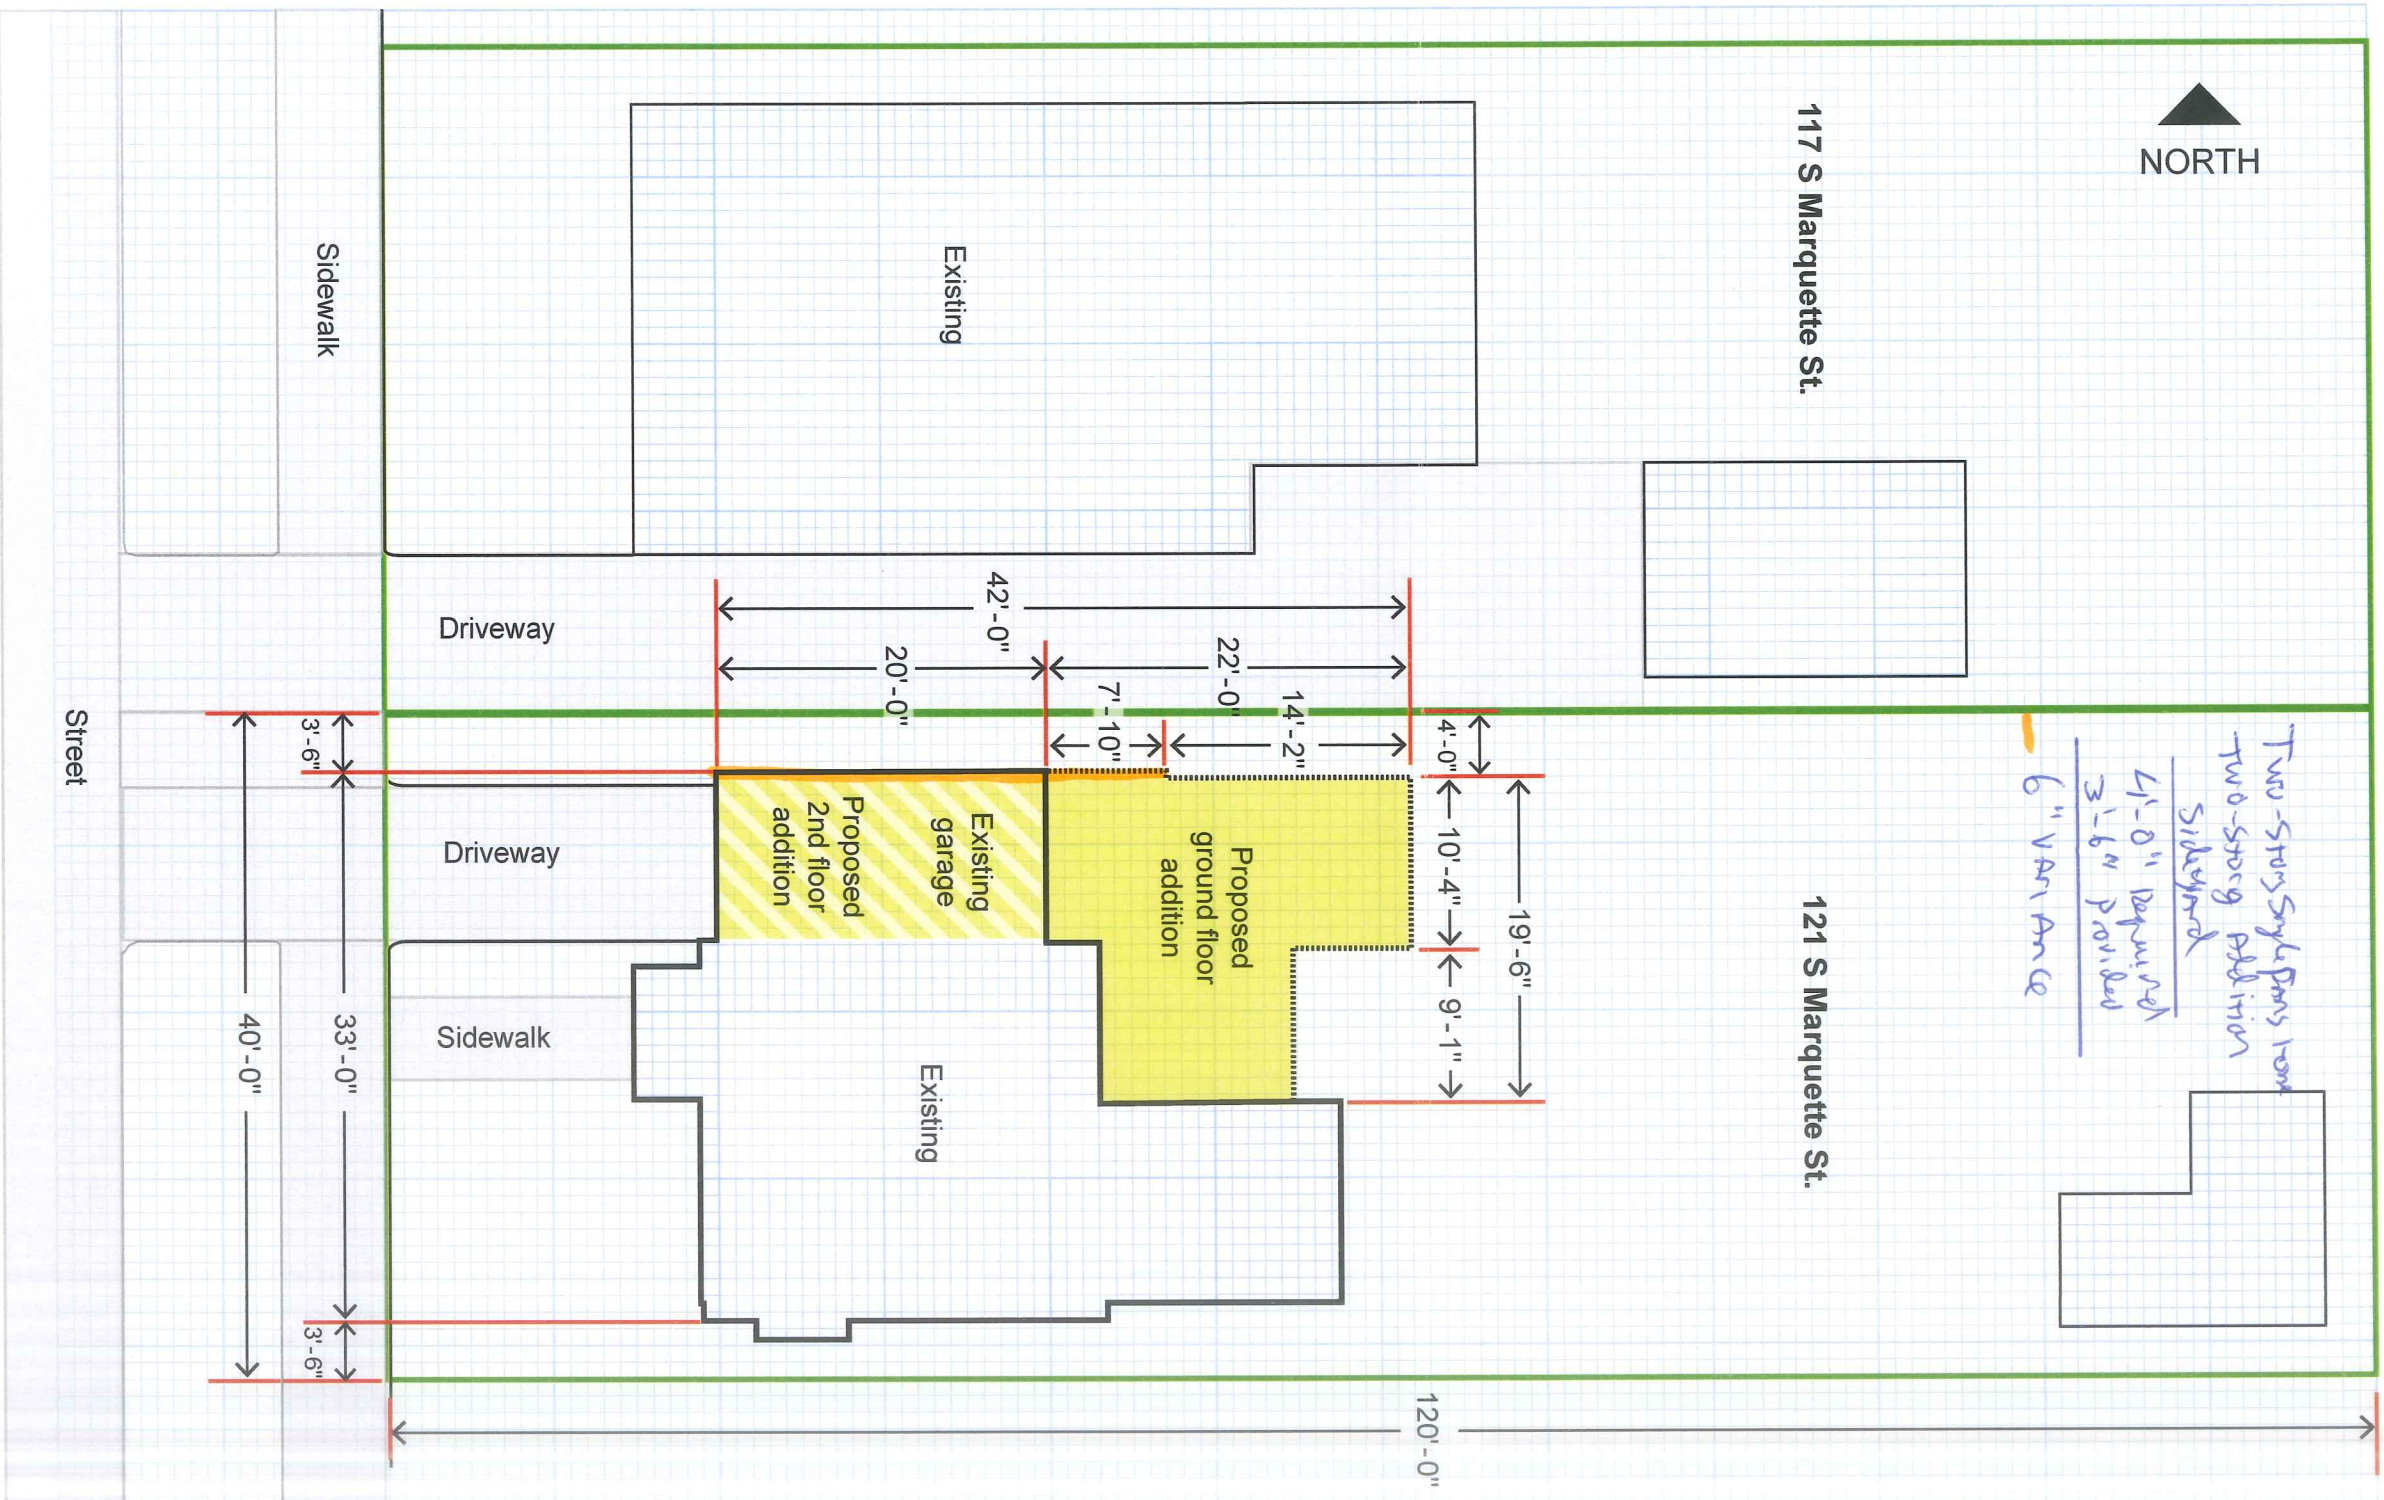 NORTH
117 S Marquette St.
Existing
Sidewalk
Driveway
42'-0"
20'-0"
22'-0"
7'-10"
14'-2"
4'-0"
10'-4"
9'-1"
19'-6"
Existing
garage
Proposed
2nd floor
addition
Proposed
ground floor
addition
Driveway
Sidewalk
Existing
121 S Marquette St.
Street
3'-6"
33'-0"
3'-6"
40'-0"
120'-0"
Two-Story
Two-Story Addition
Sideyard
4'-0" Required
3'-6" Provided
6" VARIANCE